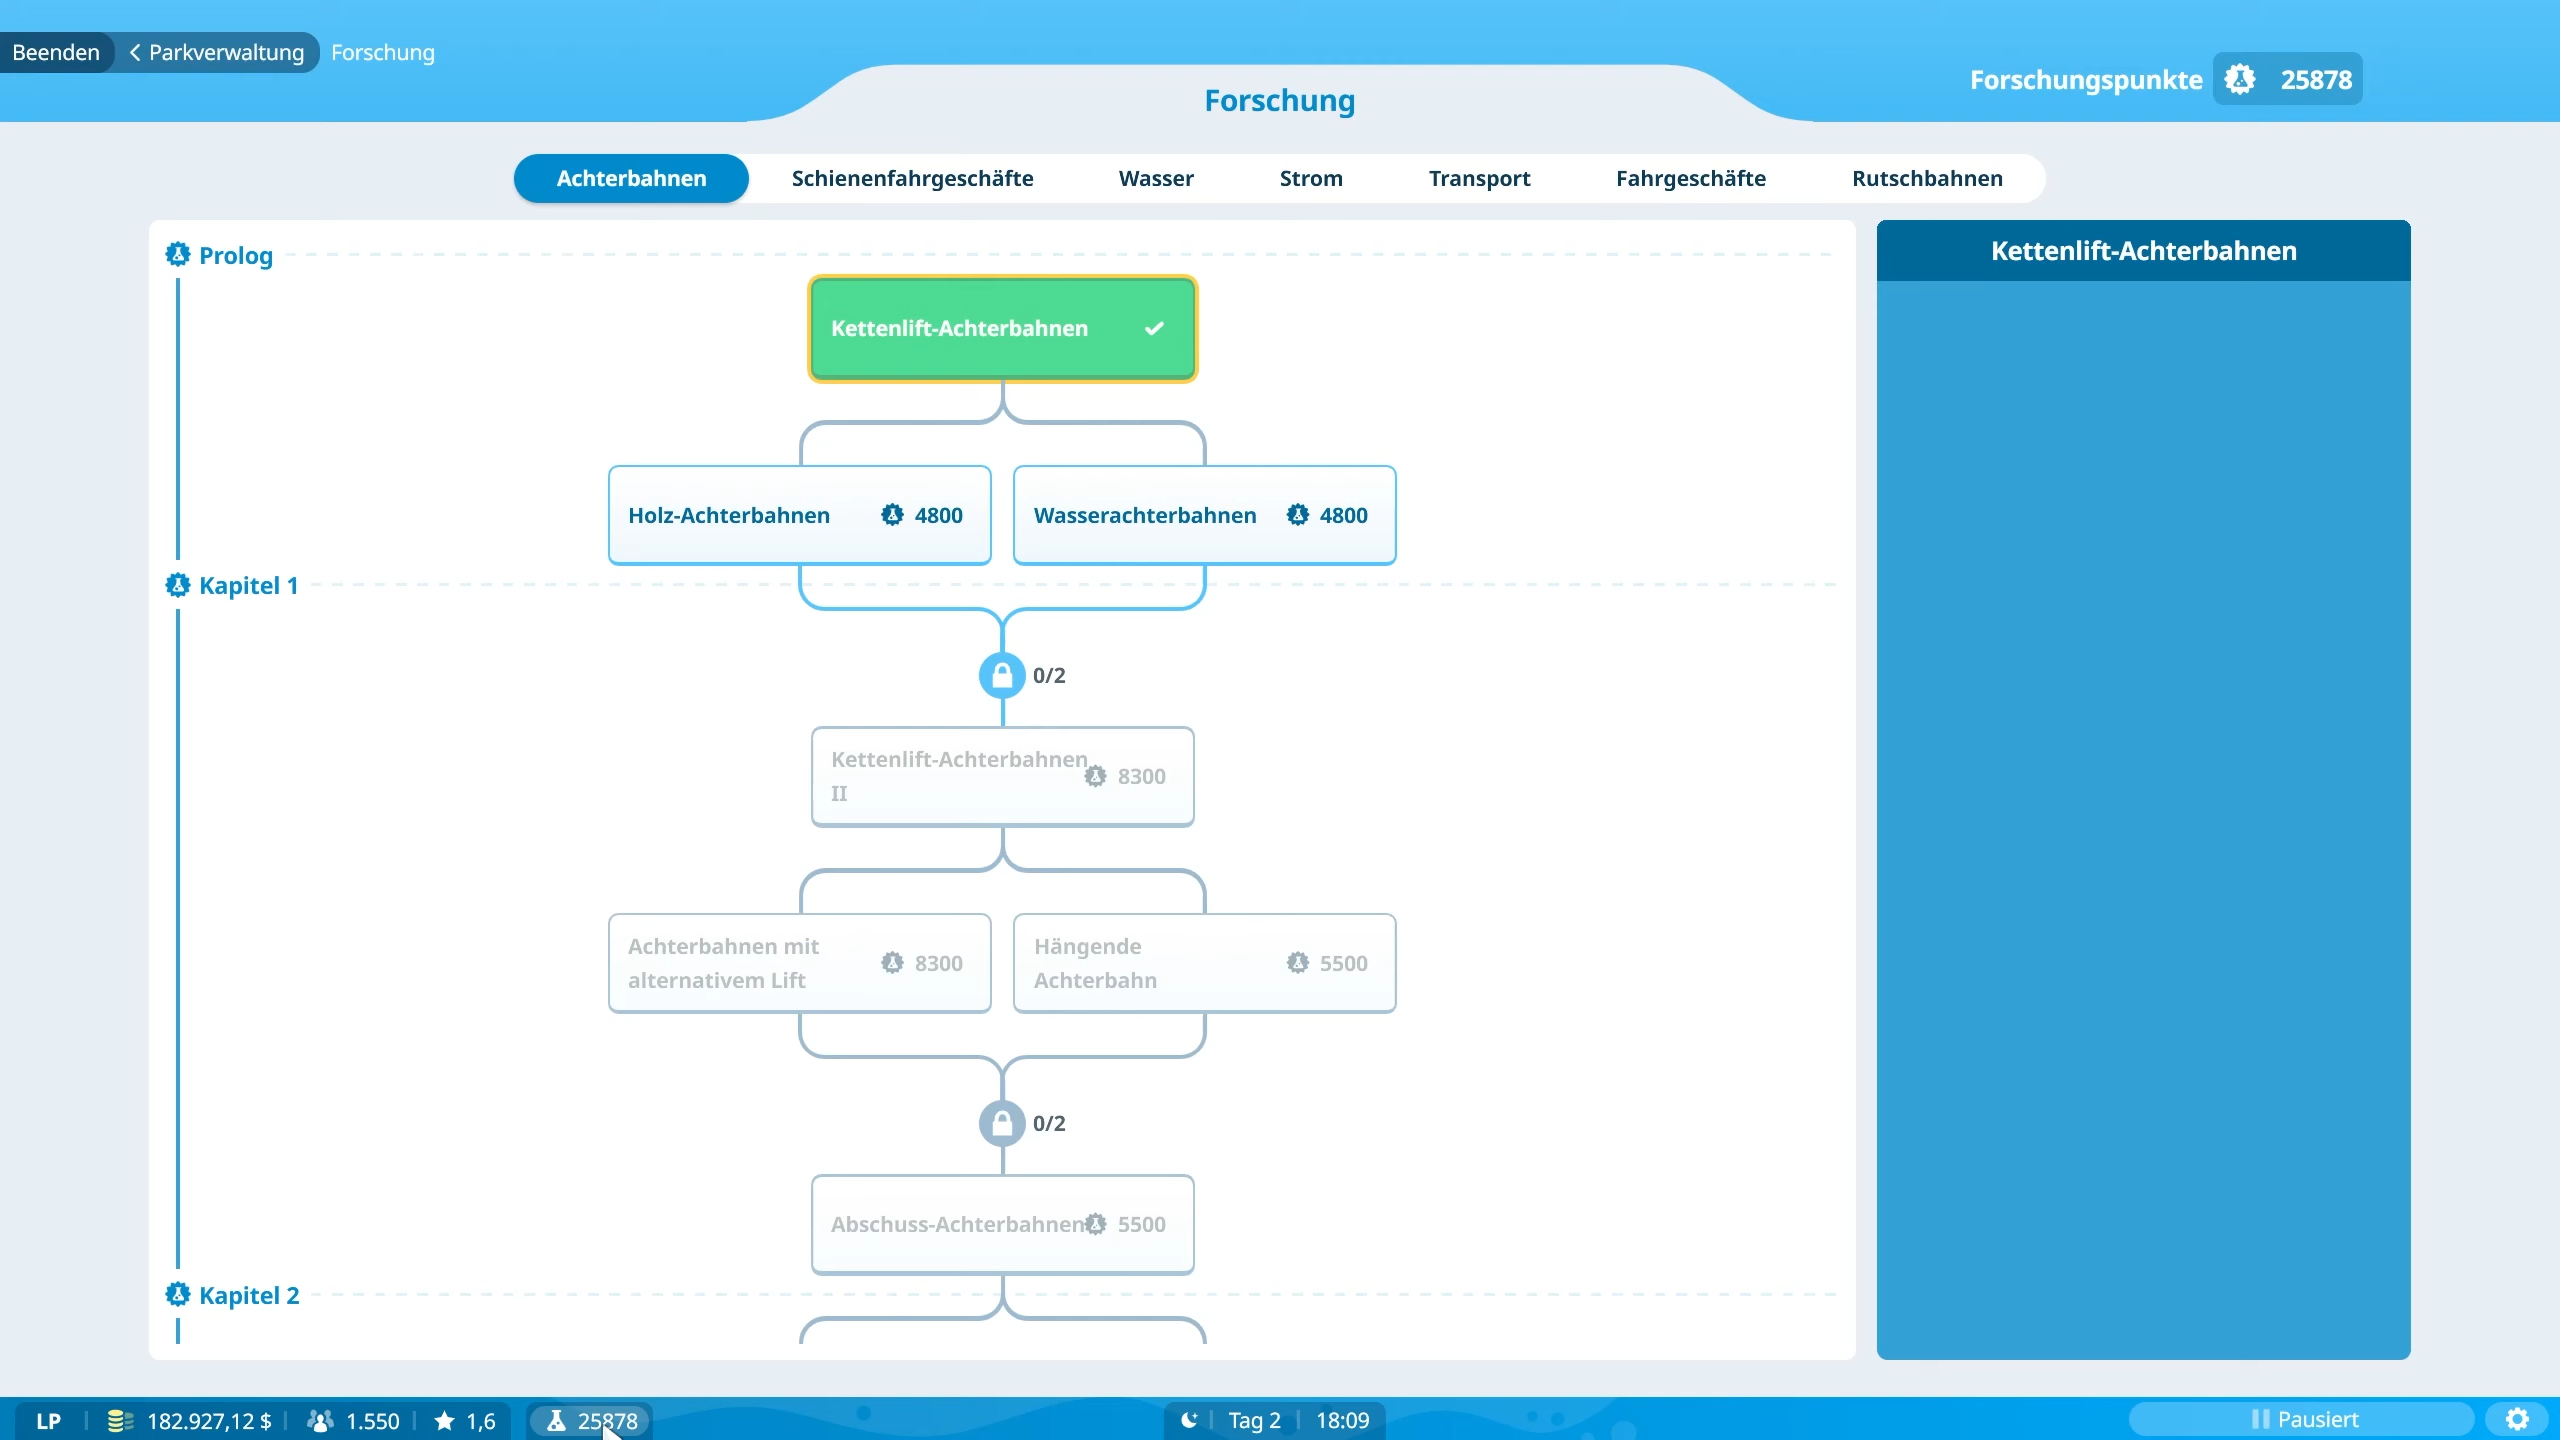 Beenden
Parkverwaltung
Forschung
Forschungspunkte 25878
Forschung
Achterbahnen
Schienenfahrgeschäfte
Wasser
Strom
Transport
Fahrgeschäfte
Rutschbahnen
Prolog
Kettenlift-Achterbahnen
Kettenlift-Achterbahnen
Holz-Achterbahnen 4800
Wasserachterbahnen 4800
Kapitel 1
0/2
Kettenlift-Achterbahnen
II
8300
Achterbahnen mit
alternativem Lift
8300
Hängende
Achterbahn
5500
0/2
Abschuss-Achterbahnen 5500
Kapitel 2
LP
182.927,12 $
1.550
1,6
25878
Tag 2
18:09
Pausiert